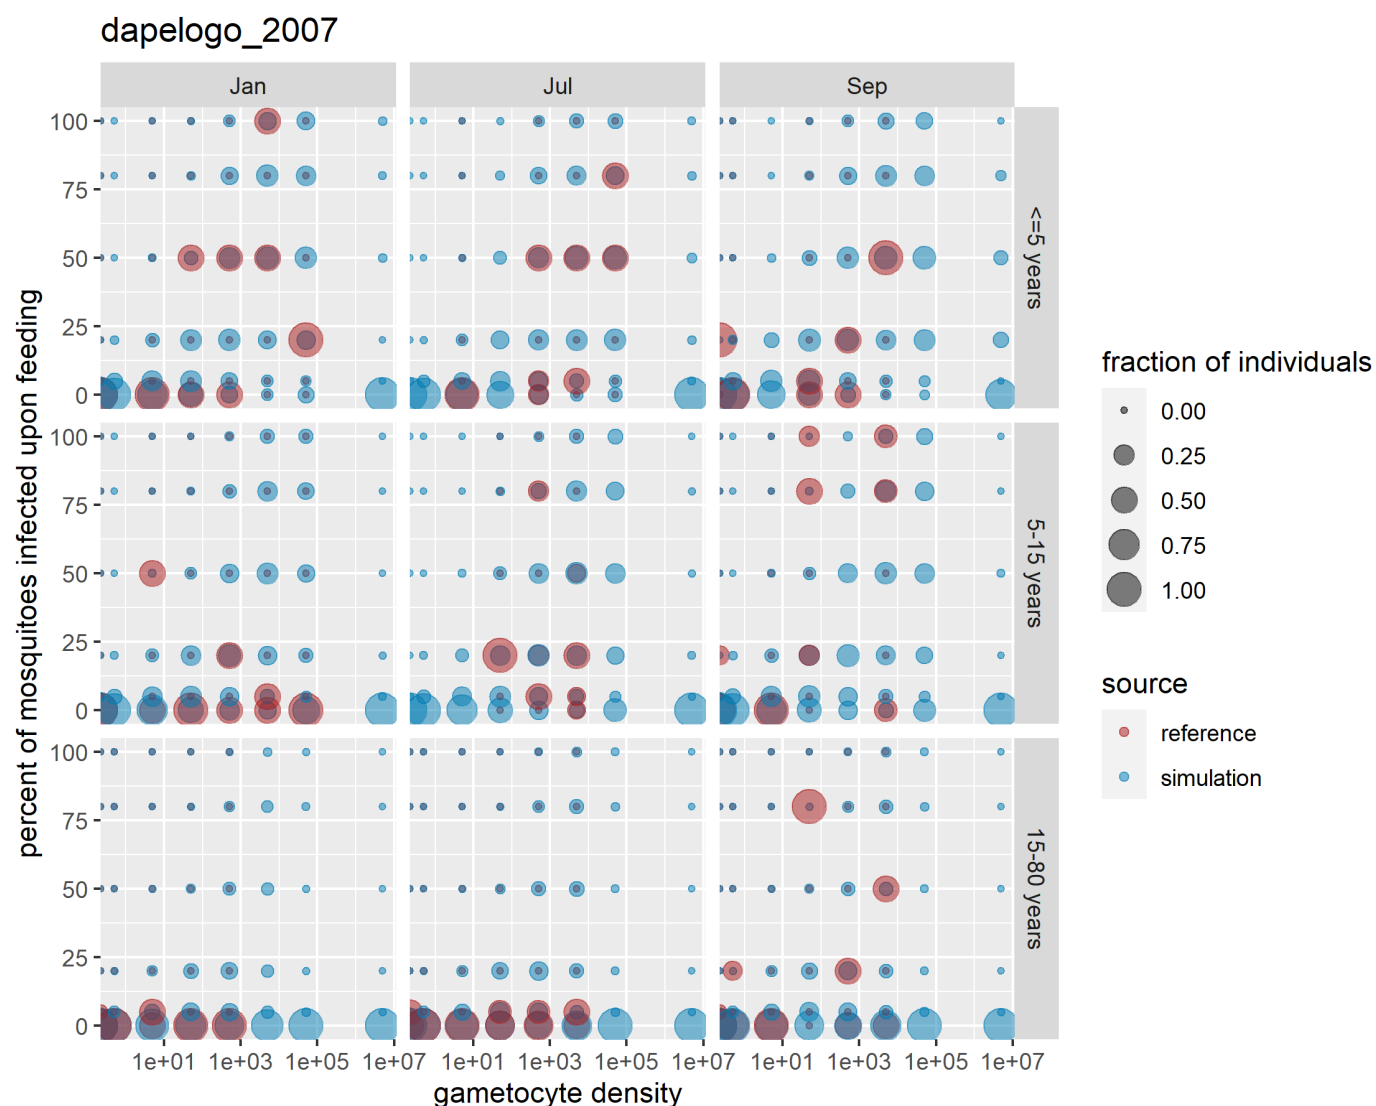 dapelogo_2007
Jan
Jul
Sep
percent of mosquitoes infected upon feeding
100
75
50
25
0
<=5 years
100
75
50
25
0
5-15 years
100
75
50
25
0
15-80 years
1e+01 1e+03 1e+05 1e+07
1e+01 1e+03 1e+05 1e+07
1e+01 1e+03 1e+05 1e+07
gametocyte density
fraction of individuals
0.00
0.25
0.50
0.75
1.00
source
reference
simulation